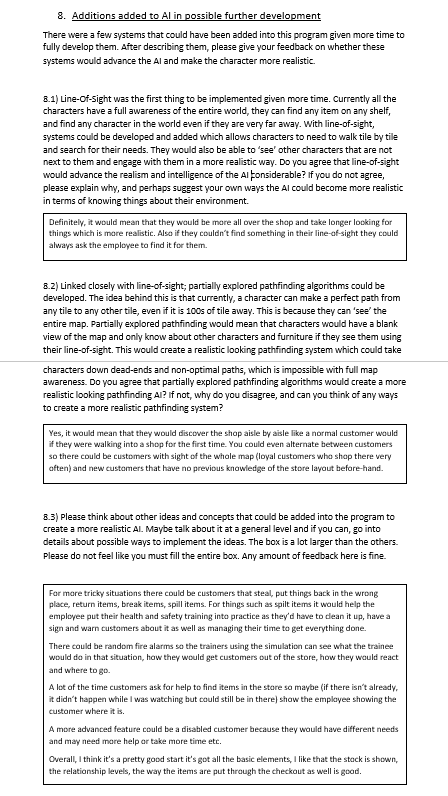 8. Additions added to AI in possible further development
There were a few systems that could have been added into this program given more time to
fully develop them. After describing them, please give your feedback on whether these
systems would advance the AI and make the character more realistic.
8.1) Line-Of-Sight was the first thing to be implemented given more time. Currently all the
characters have a full awareness of the entire world, they can find any item on any shelf,
and find any character in the world even if they are very far away. With line-of-sight,
systems could be developed and added which allows characters to need to walk tile by tile
and search for their needs. They would also be able to 'see' other characters that are not
next to them and engage with them in a more realistic way. Do you agree that line-of-sight
would advance the realism and intelligence of the AI considerable? If you do not agree,
please explain why, and perhaps suggest your own ways the AI could become more realistic
in terms of knowing things about their environment.
Definitely, it would mean that they would be more all over the shop and take longer looking for
things which is more realistic. Also if they couldn't find something in their line-of-sight they could
always ask the employee to find it for them.
8.2) Linked closely with line-of-sight; partially explored pathfinding algorithms could be
developed. The idea behind this is that currently, a character can make a perfect path from
any tile to any other tile, even if it is 100s of tile away. This is because they can 'see' the
entire map. Partially explored pathfinding would mean that characters would have a blank
view of the map and only know about other characters and furniture if they see them using
their line-of-sight. This would create a realistic looking pathfinding system which could take
characters down dead-ends and non-optimal paths, which is impossible with full map
awareness. Do you agree that partially explored pathfinding algorithms would create a more
realistic looking pathfinding AI? If not, why do you disagree, and can you think of any ways
to create a more realistic pathfinding system?
Yes, it would mean that they would discover the shop aisle by aisle like a normal customer would
if they were walking into a shop for the first time. You could even alternate between customers
so there could be customers with sight of the whole map (loyal customers who shop there very
often) and new customers that have no previous knowledge of the store layout before-hand.
8.3) Please think about other ideas and concepts that could be added into the program to
create a more realistic AI. Maybe talk about it at a general level and if you can, go into
details about possible ways to implement the ideas. The box is a lot larger than the others.
Please do not feel like you must fill the entire box. Any amount of feedback here is fine.
For more tricky situations there could be customers that steal, put things back in the wrong
place, return items, break items, spill items. For things such as spilt items it would help the
employee put their health and safety training into practice as they'd have to clean it up, have a
sign and warn customers about it as well as managing their time to get everything done.
There could be random fire alarms so the trainers using the simulation can see what the trainee
would do in that situation, how they would get customers out of the store, how they would react
and where to go.
A lot of the time customers ask for help to find items in the store so maybe (if there isn't already,
it didn't happen while I was watching but could still be in there) show the employee showing the
customer where it is.
A more advanced feature could be a disabled customer because they would have different needs
and may need more help or take more time etc.
Overall, I think it's a pretty good start it's got all the basic elements, I like that the stock is shown,
the relationship levels, the way the items are put through the checkout as well is good.